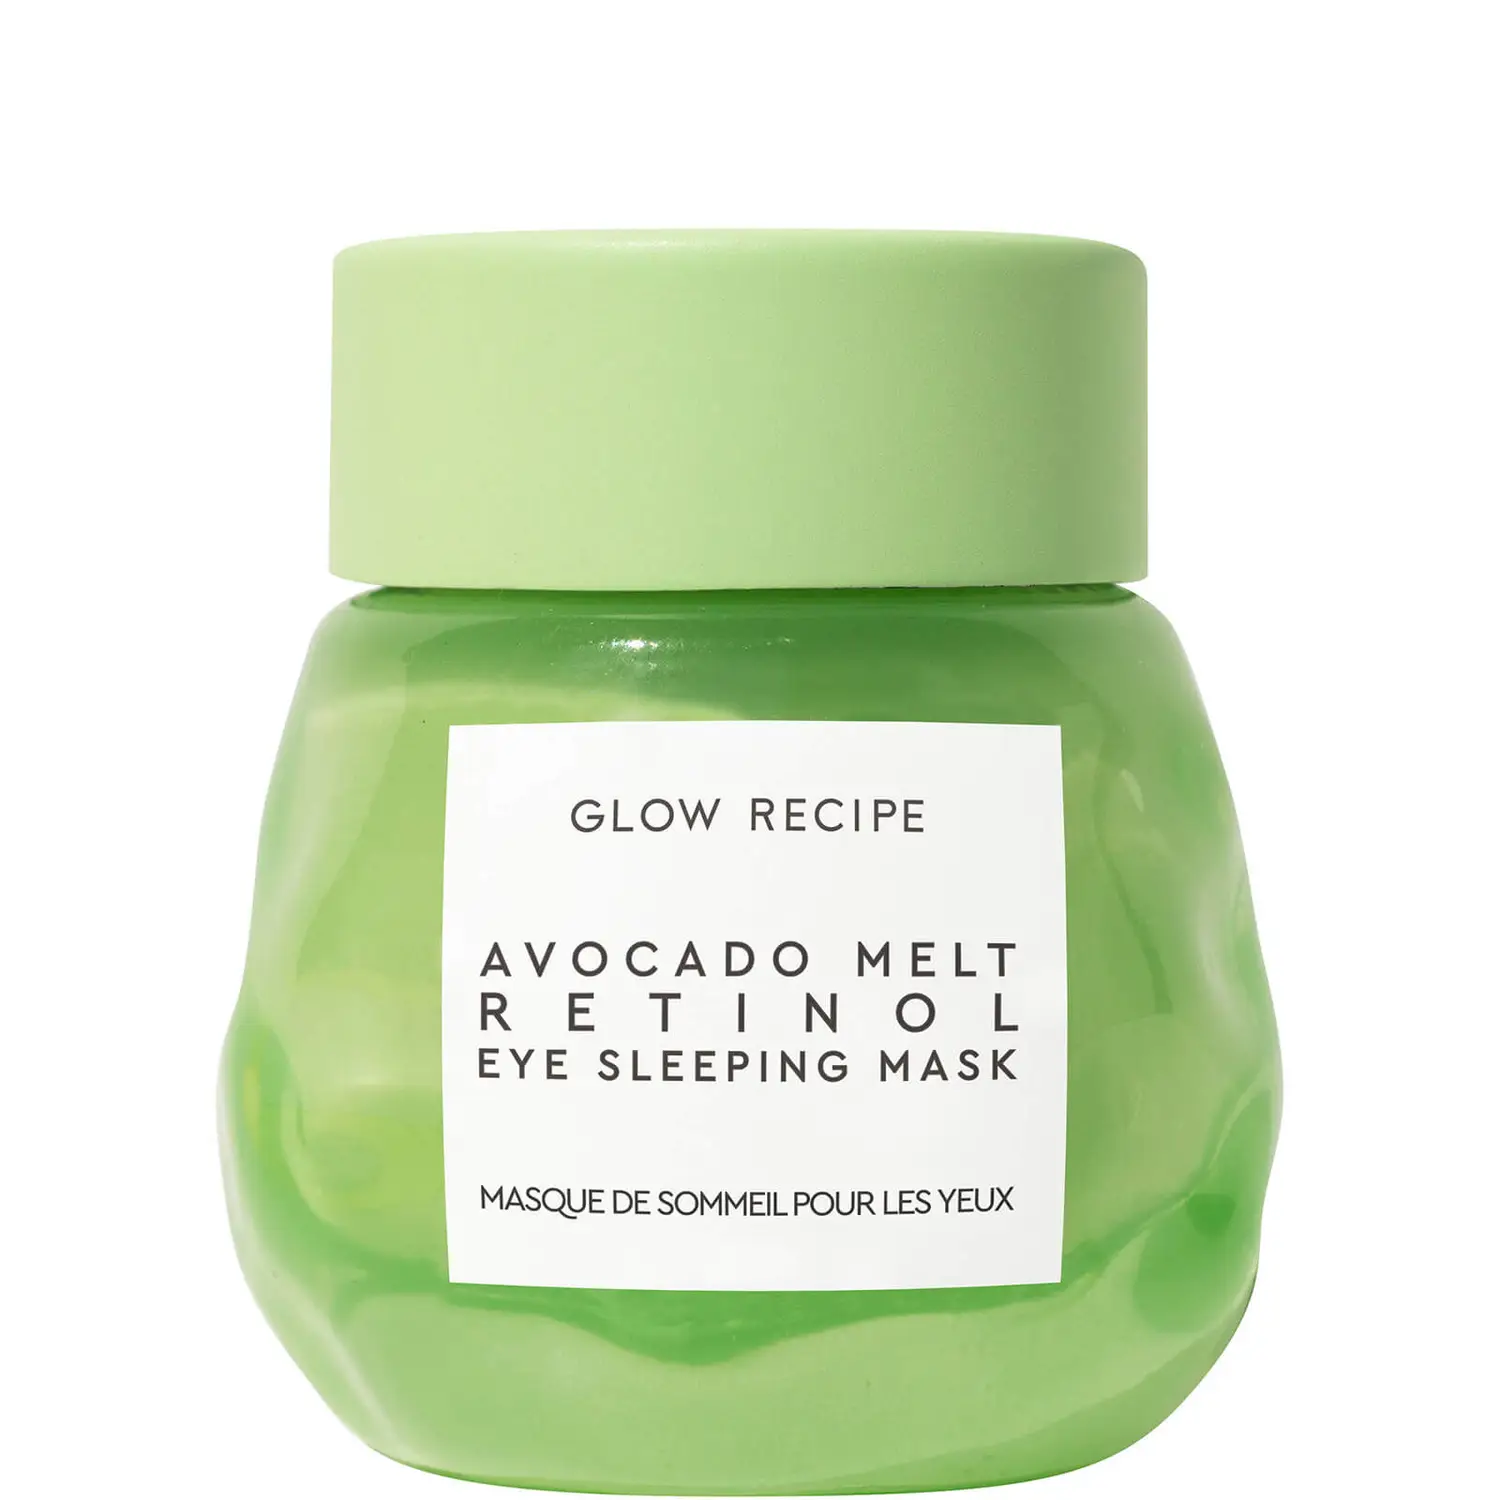 GLOW RECIPE
AVOCADO MELT
RETINOL
EYE SLEEPING MASK
MASQUE DE SOMMEIL POUR LES YEUX